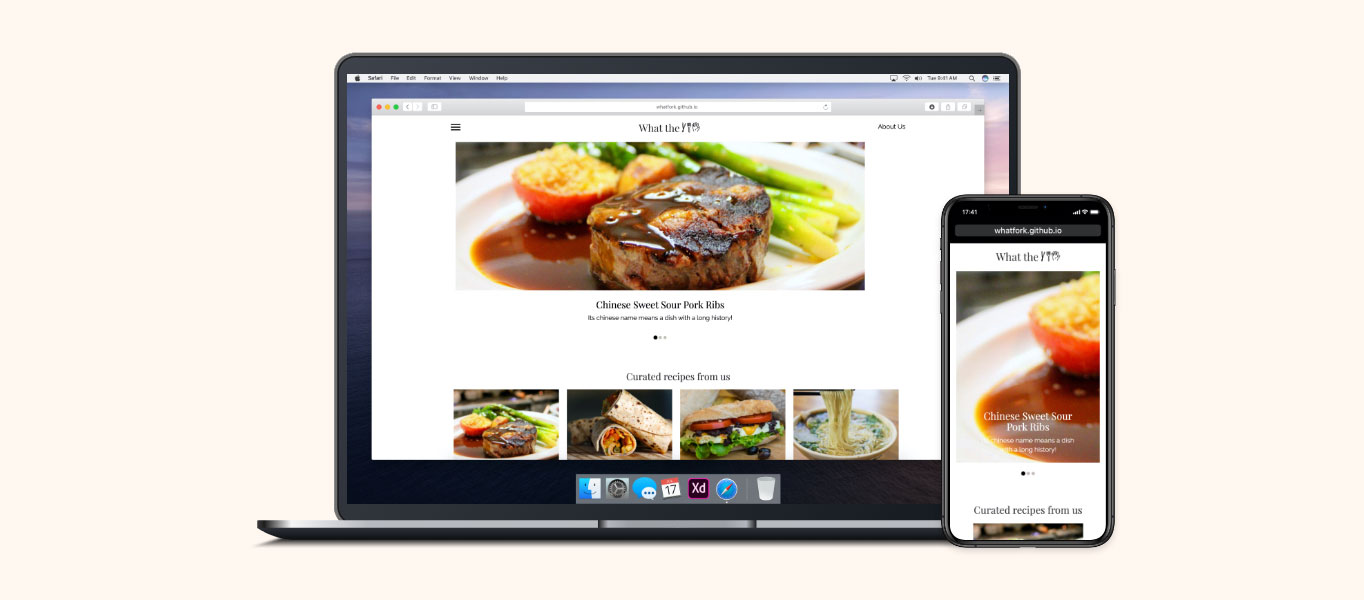 Safari File Edit Format View Window Help
Tue 9:41 AM
whatfork.github.io
What the
About Us
Chinese Sweet Sour Pork Ribs
Its chinese name means a dish with a long history!
Curated recipes from us
17
Xd
17:41
whatfork.github.io
What the
Chinese Sweet Sour
Pork Ribs
chinese name means a dish
with a long history!
Curated recipes from us